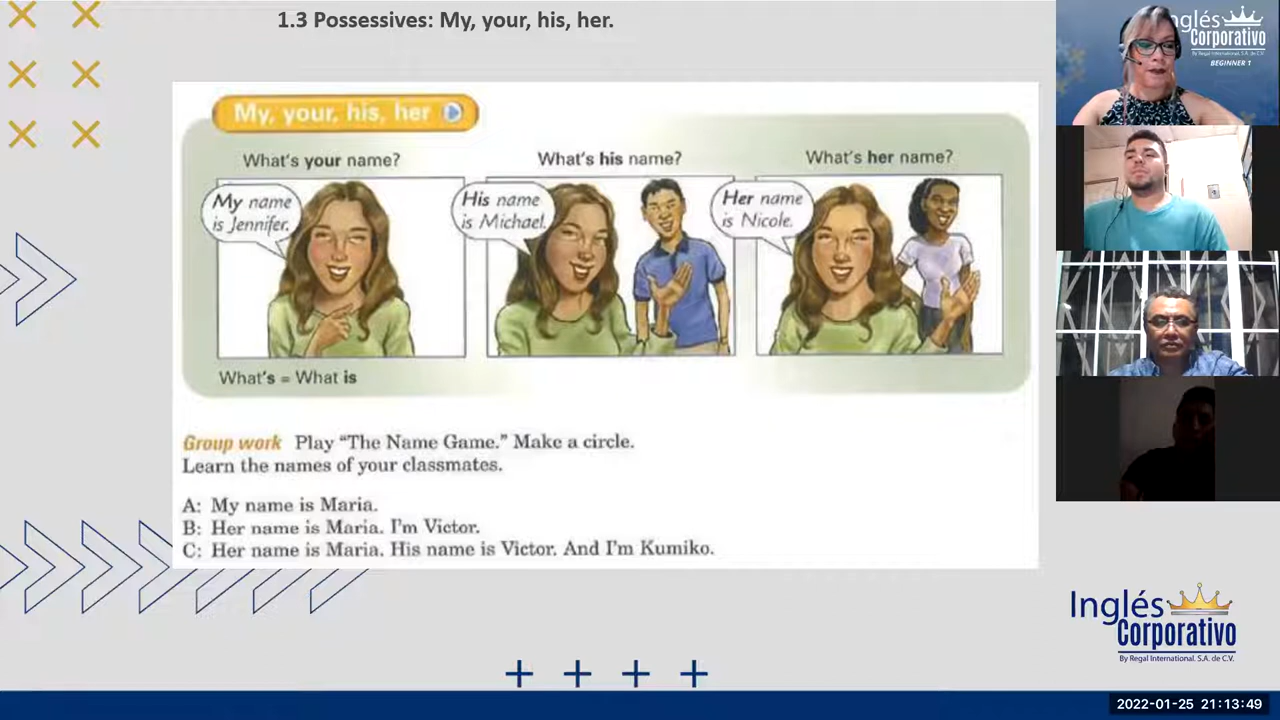 1.3 Possessives: My, your, his, her.
My, your, his, her
What's your name?
My name
is Jennifer.
What's his name?
His name
is Michael.
What's her name?
Her name
is Nicole.
What's = What is
Group work Play “The Name Game.” Make a circle.
Learn the names of your classmates.
A: My name is Maria.
B: Her name is Maria. I'm Victor.
C: Her name is Maria. His name is Victor. And I'm Kumiko.
Inglés
Corporativo
By Regal International, S.A. de C.V.
BEGINNER 1
Inglés
Corporativo
By Regal International. S.A. de C.V.
2022-01-25 21:13:49